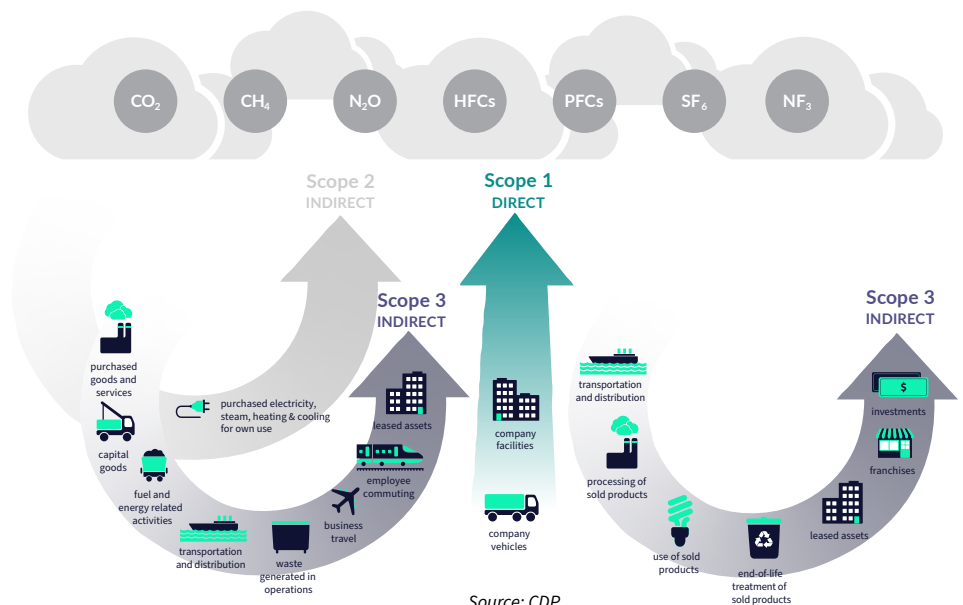 CO₂ CH₄ N₂O HFCs PFCs SF₆ NF₃
Scope 2
INDIRECT
Scope 1
DIRECT
Scope 3
INDIRECT
Scope 3
INDIRECT
purchased
goods and
services
capital
goods
fuel and
energy related
activities
purchased electricity,
steam, heating & cooling
for own use
transportation
and distribution
waste
generated in
operations
business
travel
employee
commuting
leased assets
company
facilities
company
vehicles
transportation
and distribution
processing of
sold products
use of sold
products
end-of-life
treatment of
sold products
leased assets
franchises
$
investments
Source: CDP